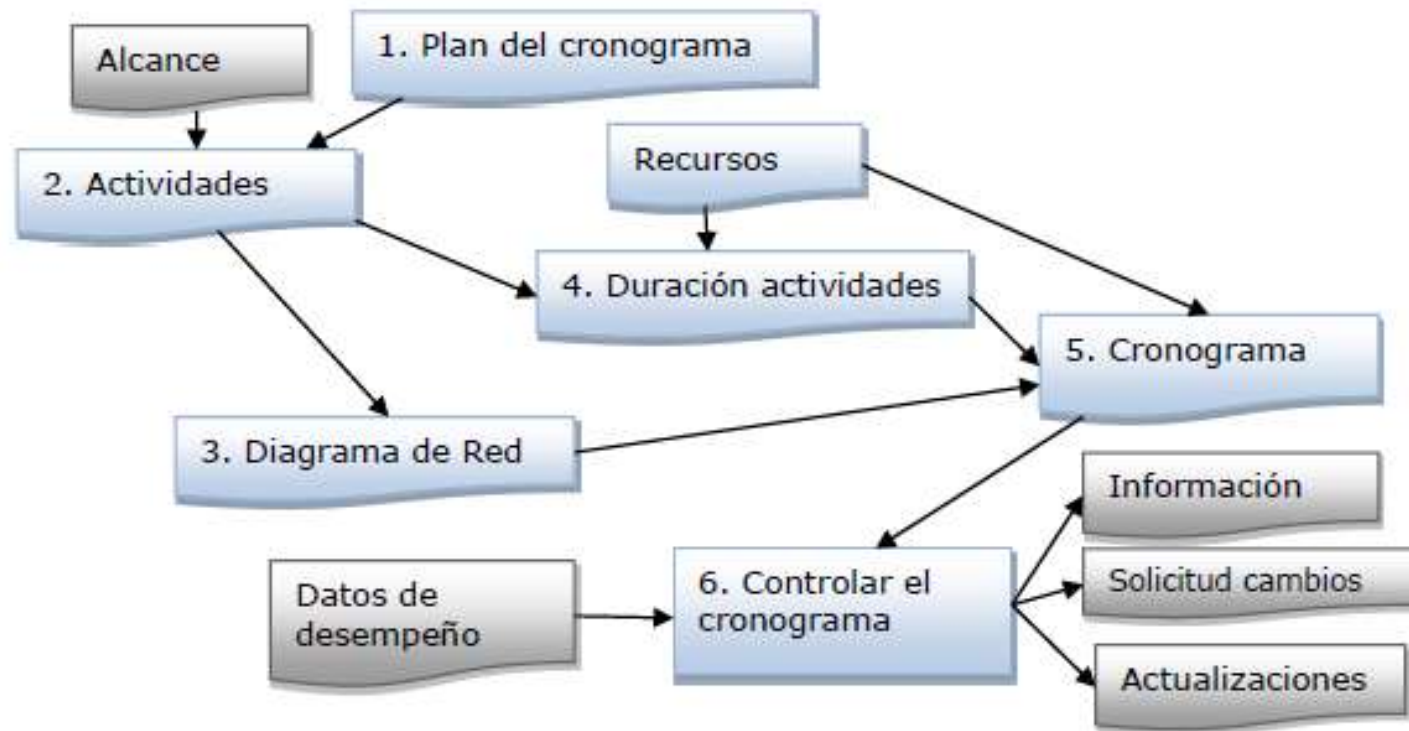 Alcance
1. Plan del cronograma
2. Actividades
Recursos
4. Duración actividades
5. Cronograma
3. Diagrama de Red
Información
Datos de
desempeño
6. Controlar el
cronograma
Solicitud cambios
Actualizaciones